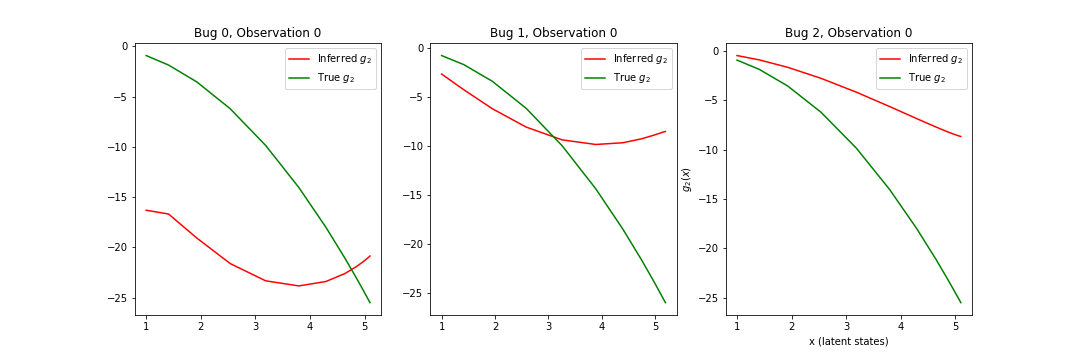 Bug 0, Observation 0
Inferred g₂
True g₂
0
−5
−10
−15
−20
−25
1 2 3 4 5
Bug 1, Observation 0
Inferred g₂
True g₂
0
−5
−10
−15
−20
−25
1 2 3 4 5
Bug 2, Observation 0
Inferred g₂
True g₂
g₂(x)
0
−5
−10
−15
−20
−25
1 2 3 4 5
x (latent states)